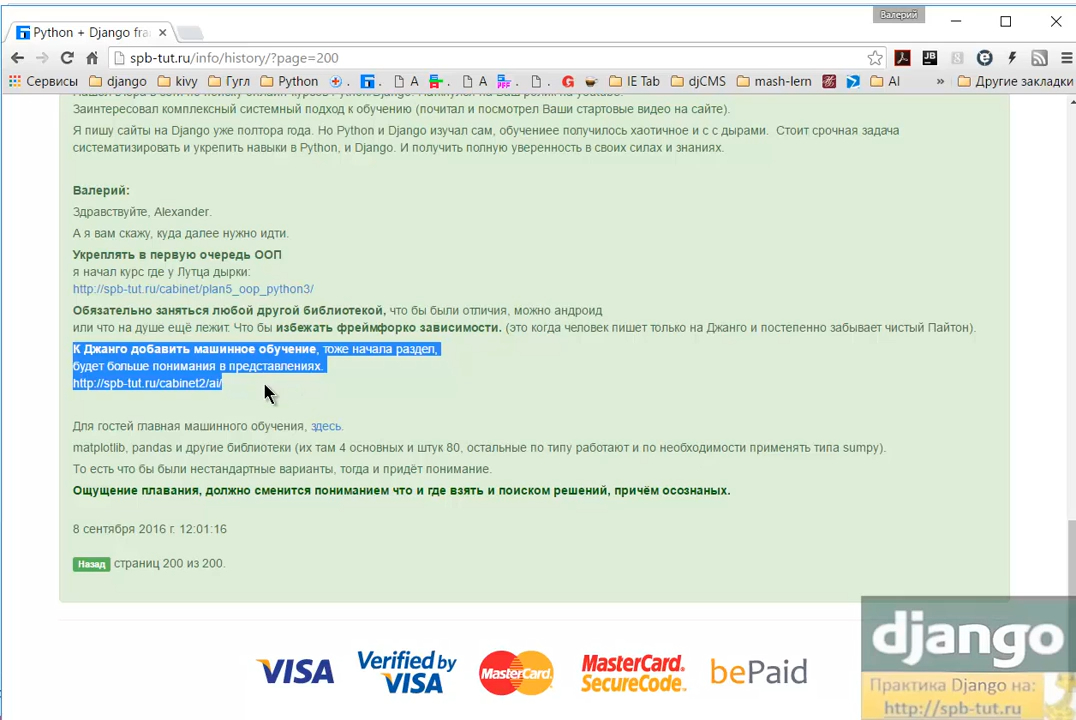 Валерий
Python + Django fra
spb-tut.ru/info/history/?page=200
Сервисы django kivy Гугл Python A A IE Tab djCMS mash-lern AI » Другие закладки
Заинтересовал комплексный системный подход к обучению (почитал и посмотрел Ваши стартовые видео на сайте).
Я пишу сайты на Django уже полтора года. Но Python и Django изучал сам, обучениее получилось хаотичное и с с дырами. Стоит срочная задача
систематизировать и укрепить навыки в Python, и Django. И получить полную уверенность в своих силах и знаниях.
Валерий:
Здравствуйте, Alexander.
А я вам скажу, куда далее нужно идти.
Укреплять в первую очередь ООП
я начал курс где у Лутца дырки:
http://spb-tut.ru/cabinet/plan5_oop_python3/
Обязательно заняться любой другой библиотекой, что бы были отличия, можно андроид
или что на душе ещё лежит. Что бы избежать фреймфорко зависимости. (это когда человек пишет только на Джанго и постепенно забывает чистый Пайтон).
К Джанго добавить машинное обучение, тоже начала раздел,
будет больше понимания в представлениях.
http://spb-tut.ru/cabinet2/ai/
Для гостей главная машинного обучения, здесь.
matplotlib, pandas и другие библиотеки (их там 4 основных и штук 80, остальные по типу работают и по необходимости применять типа sumpy).
То есть что бы были нестандартные варианты, тогда и придёт понимание.
Ощущение плавания, должно сменится пониманием что и где взять и поиском решений, причём осознаных.
8 сентября 2016 г. 12:01:16
Назад страниц 200 из 200.
VISA Verified by VISA MasterCard. MasterCard. SecureCode. bePaid
django
Практика Django на:
http://spb-tut.ru